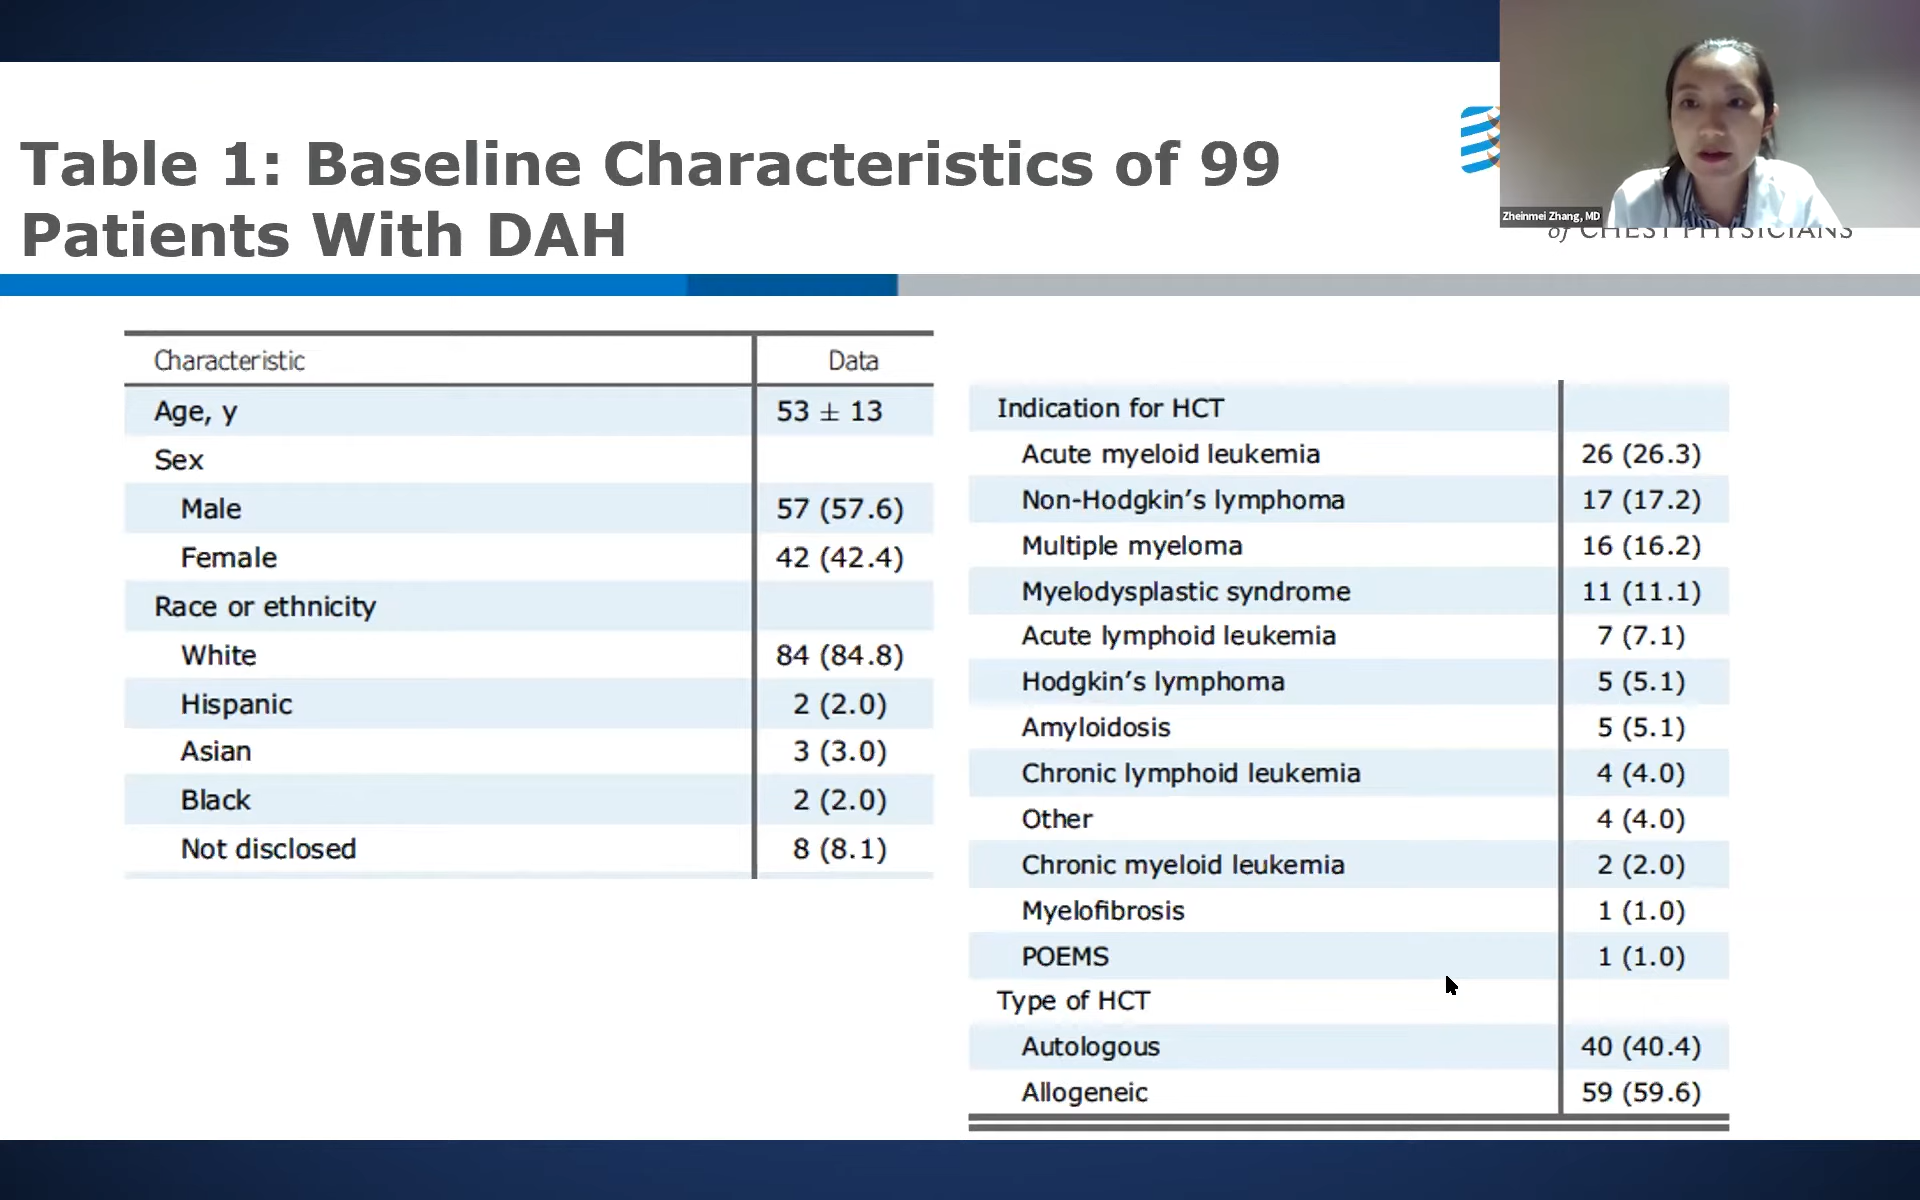 Table 1: Baseline Characteristics of 99
Patients With DAH
Zheinmei Zhang, MD
of CHEST PHYSICIANS
Characteristic Data
Age, y 53 ± 13
Sex
Male 57 (57.6)
Female 42 (42.4)
Race or ethnicity
White 84 (84.8)
Hispanic 2 (2.0)
Asian 3 (3.0)
Black 2 (2.0)
Not disclosed 8 (8.1)
Indication for HCT
Acute myeloid leukemia 26 (26.3)
Non-Hodgkin’s lymphoma 17 (17.2)
Multiple myeloma 16 (16.2)
Myelodysplastic syndrome 11 (11.1)
Acute lymphoid leukemia 7 (7.1)
Hodgkin’s lymphoma 5 (5.1)
Amyloidosis 5 (5.1)
Chronic lymphoid leukemia 4 (4.0)
Other 4 (4.0)
Chronic myeloid leukemia 2 (2.0)
Myelofibrosis 1 (1.0)
POEMS 1 (1.0)
Type of HCT
Autologous 40 (40.4)
Allogeneic 59 (59.6)